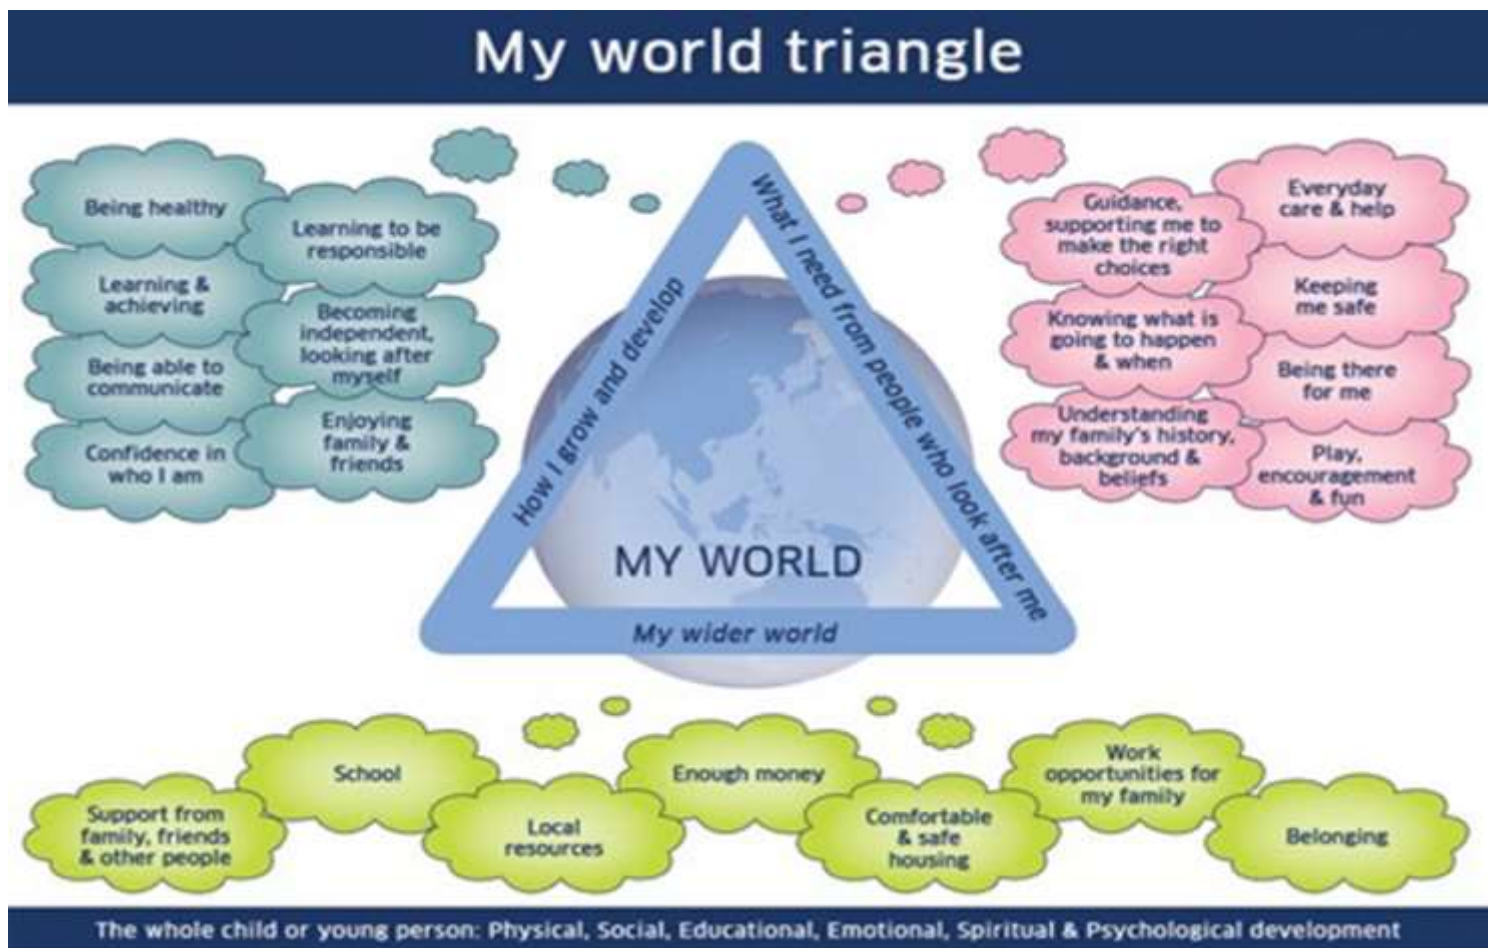 My world triangle
Being healthy
Learning to be
responsible
Learning &
achieving
Becoming
independent,
looking after
myself
Being able to
communicate
Enjoying
family &
friends
Confidence in
who I am
How I grow and develop
What I need from people who look after me
MY WORLD
My wider world
Guidance,
supporting me to
make the right
choices
Everyday
care & help
Keeping
me safe
Knowing what is
going to happen
& when
Being there
for me
Understanding
my family's history,
background &
beliefs
Play,
encouragement
& fun
Support from
family, friends
& other people
School
Local
resources
Enough money
Comfortable
& safe
housing
Work
opportunities for
my family
Belonging
The whole child or young person: Physical, Social, Educational, Emotional, Spiritual & Psychological development